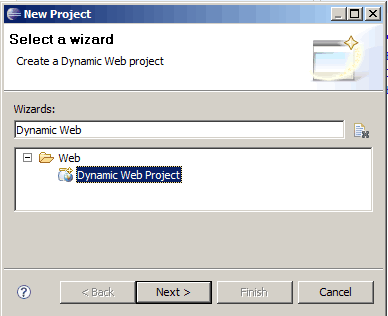 New Project
Select a wizard
Create a Dynamic Web project
Wizards:
Dynamic Web
Web
Dynamic Web Project
? < Back Next > Finish Cancel